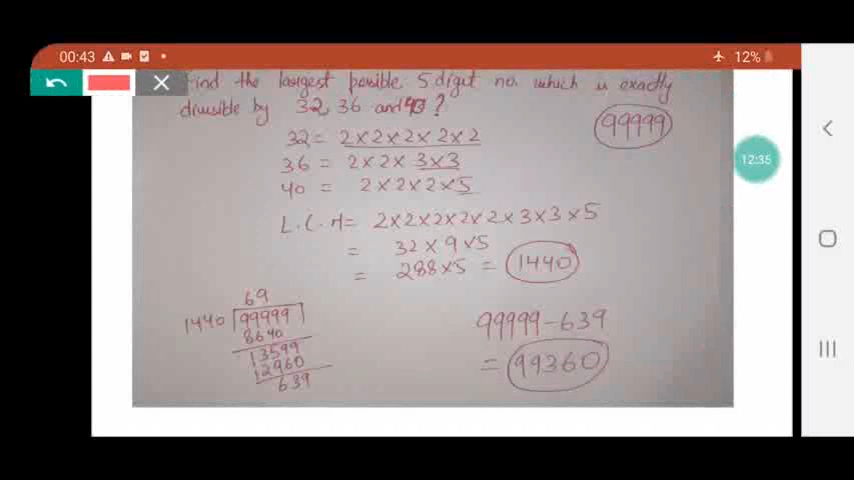 00:43
12%
Find the largest possible 5 digit no. which is exactly
divisible by 32, 36 and 40 ?
99999
32 = 2×2×2×2×2
36 = 2×2×3×3
12:35
40 = 2×2×2×5
L.C.M = 2×2×2×2×2×3×3×5
= 32×9×5
= 288×5 = 1440
69
1440 99999
8640
13599
12960
639
99999-639
= 99360